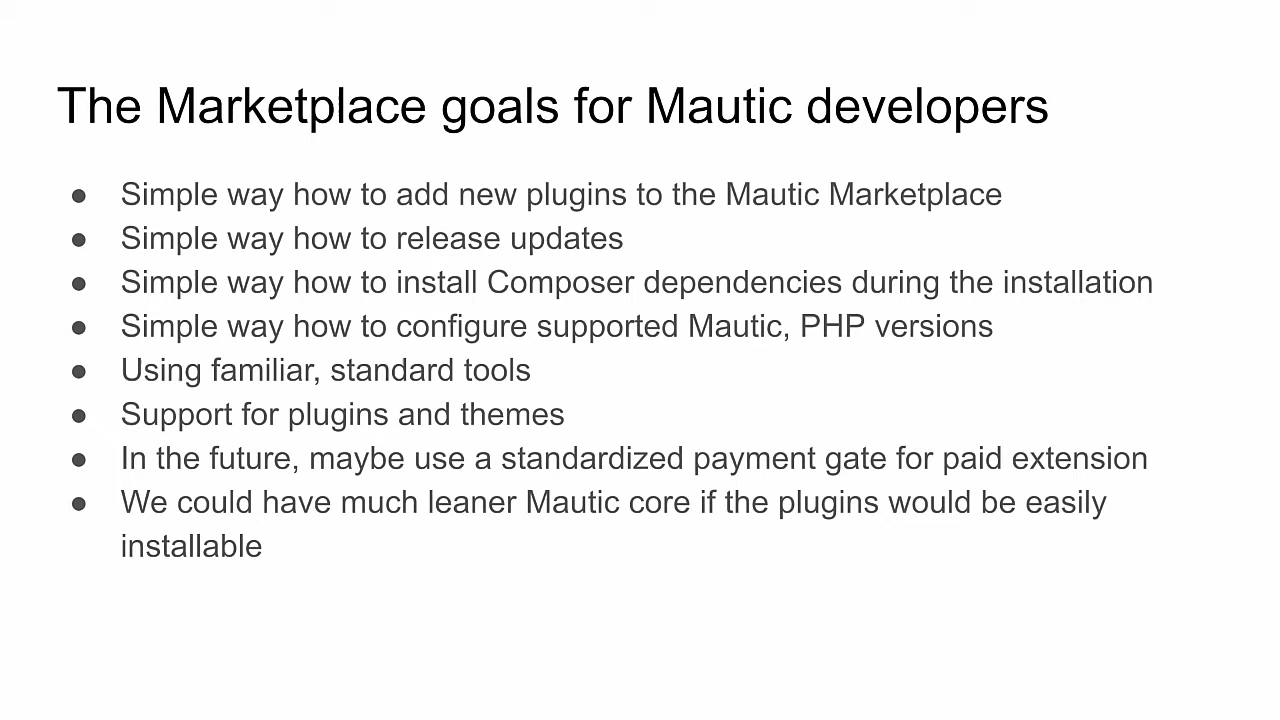 The Marketplace goals for Mautic developers
● Simple way how to add new plugins to the Mautic Marketplace
● Simple way how to release updates
● Simple way how to install Composer dependencies during the installation
● Simple way how to configure supported Mautic, PHP versions
● Using familiar, standard tools
● Support for plugins and themes
● In the future, maybe use a standardized payment gate for paid extension
● We could have much leaner Mautic core if the plugins would be easily
installable